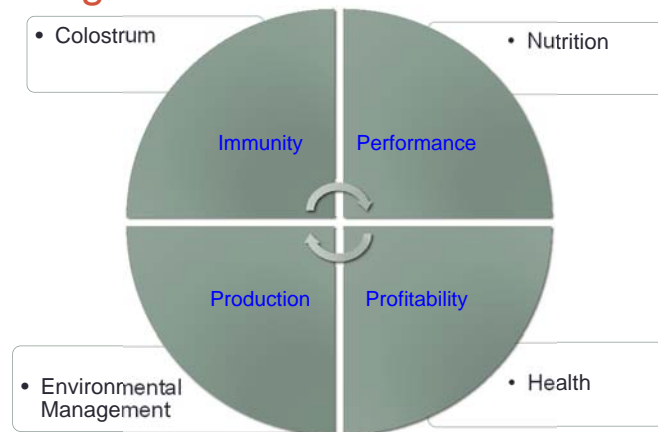 • Colostrum
• Nutrition
Immunity
Performance
Production
Profitability
• Environmental
Management
• Health